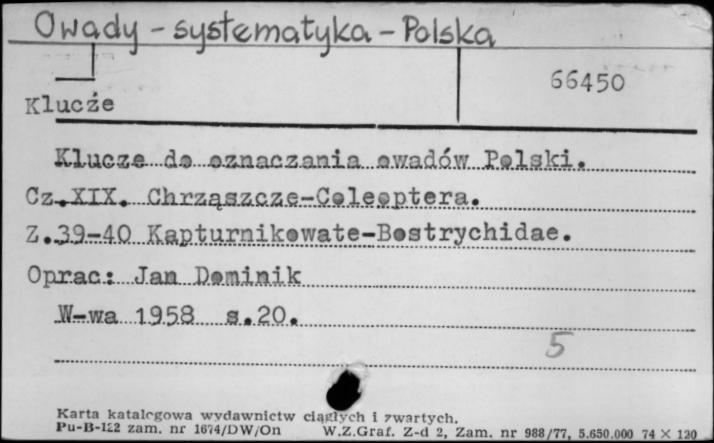 Owady - systematyka - Polska
66450
Klucze
Klucze do oznaczania owadów Polski.
Cz.XIX. Chrząszcze-Coleoptera.
Z.39-40 Kapturnikowate-Bostrychidae.
Oprac: Jan Dominik
W-wa 1958 s.20.
5
Karta katalogowa wydawnictw ciągłych i zwartych.
Pu-B-122 zam. nr 1674/DW/On W.Z.Graf. Z-d 2, Zam. nr 988/77, 5.650.000 74 X 120